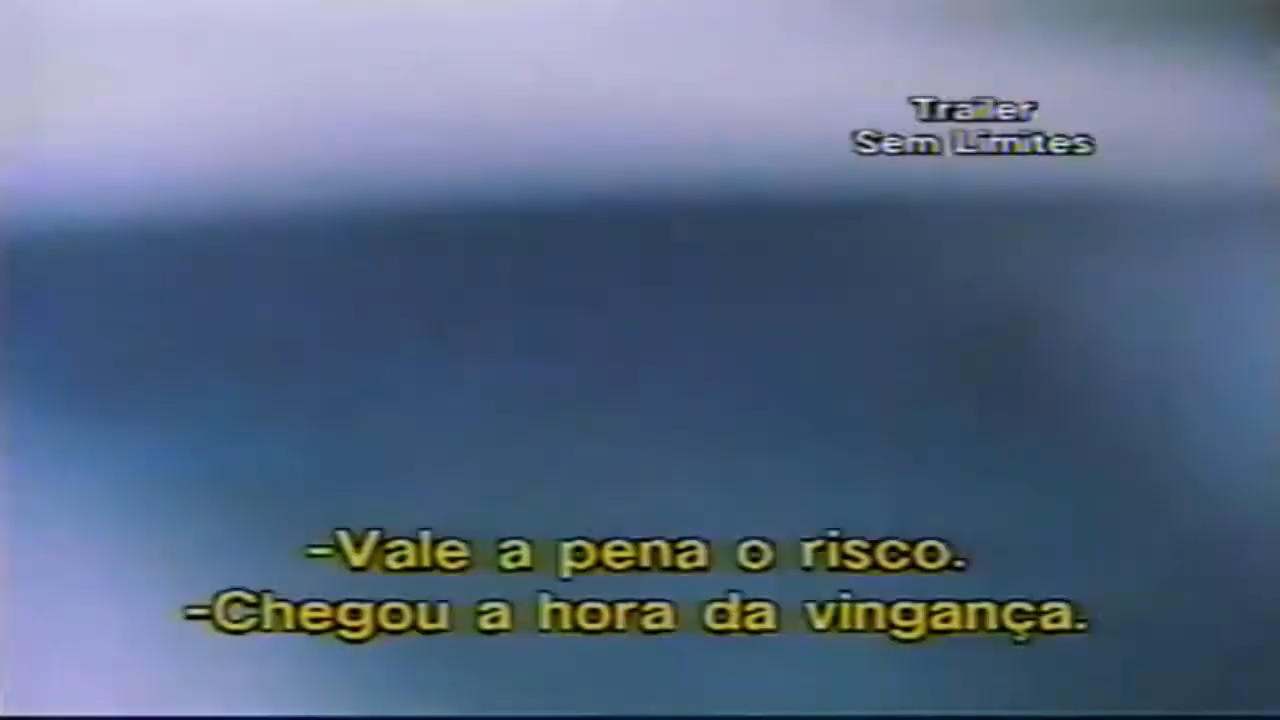 Trailer
Sem Limites
-Vale a pena o risco.
-Chegou a hora da vingança.